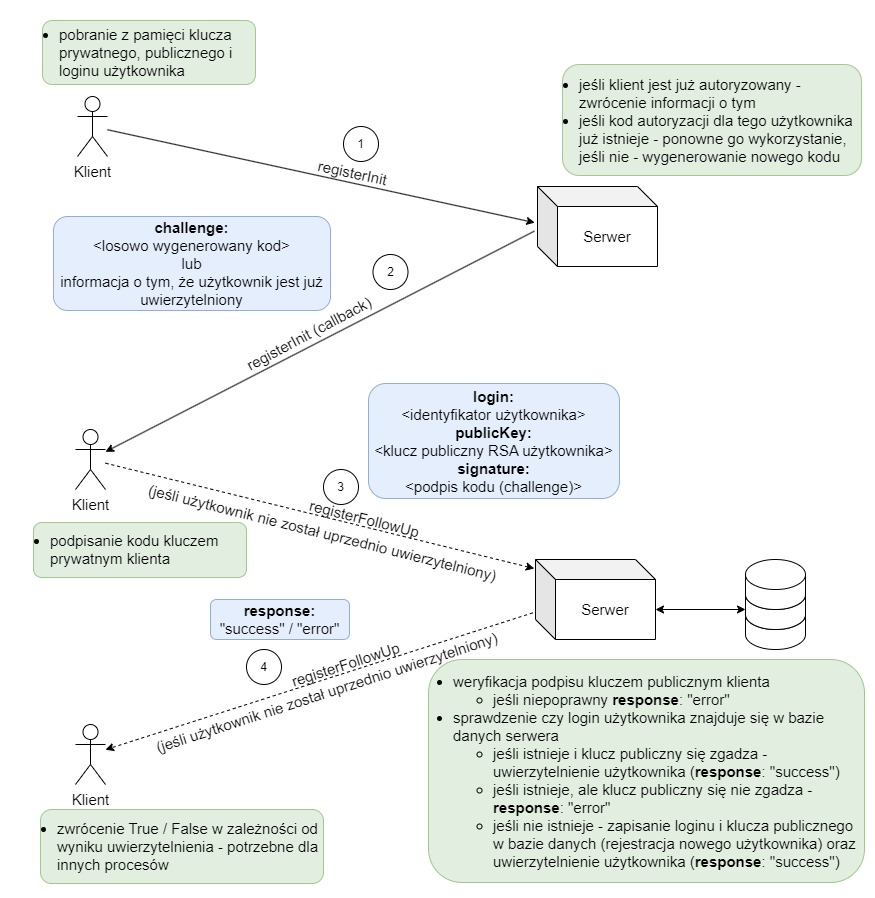 pobranie z pamięci klucza
prywatnego, publicznego i
loginu użytkownika
Klient
jeśli klient jest już autoryzowany -
zwrócenie informacji o tym
jeśli kod autoryzacji dla tego użytkownika
już istnieje - ponowne go wykorzystanie,
jeśli nie - wygenerowanie nowego kodu
1
registerInit
Serwer
challenge:
<losowo wygenerowany kod>
lub
informacja o tym, że użytkownik jest już
uwierzytelniony
2
registerInit (callback)
login:
<identyfikator użytkownika>
publicKey:
<klucz publiczny RSA użytkownika>
signature:
<podpis kodu (challenge)>
Klient
3
registerFollowUp
(jeśli użytkownik nie został uprzednio uwierzytelniony)
podpisanie kodu kluczem
prywatnym klienta
Serwer
response:
"success" / "error"
4
registerFollowUp
(jeśli użytkownik nie został uprzednio uwierzytelniony)
weryfikacja podpisu kluczem publicznym klienta
jeśli niepoprawny response: "error"
sprawdzenie czy login użytkownika znajduje się w bazie
danych serwera
jeśli istnieje i klucz publiczny się zgadza -
uwierzytelnienie użytkownika (response: "success")
jeśli istnieje, ale klucz publiczny się nie zgadza -
response: "error"
jeśli nie istnieje - zapisanie loginu i klucza publicznego
w bazie danych (rejestracja nowego użytkownika) oraz
uwierzytelnienie użytkownika (response: "success")
Klient
zwrócenie True / False w zależności od
wyniku uwierzytelnienia - potrzebne dla
innych procesów